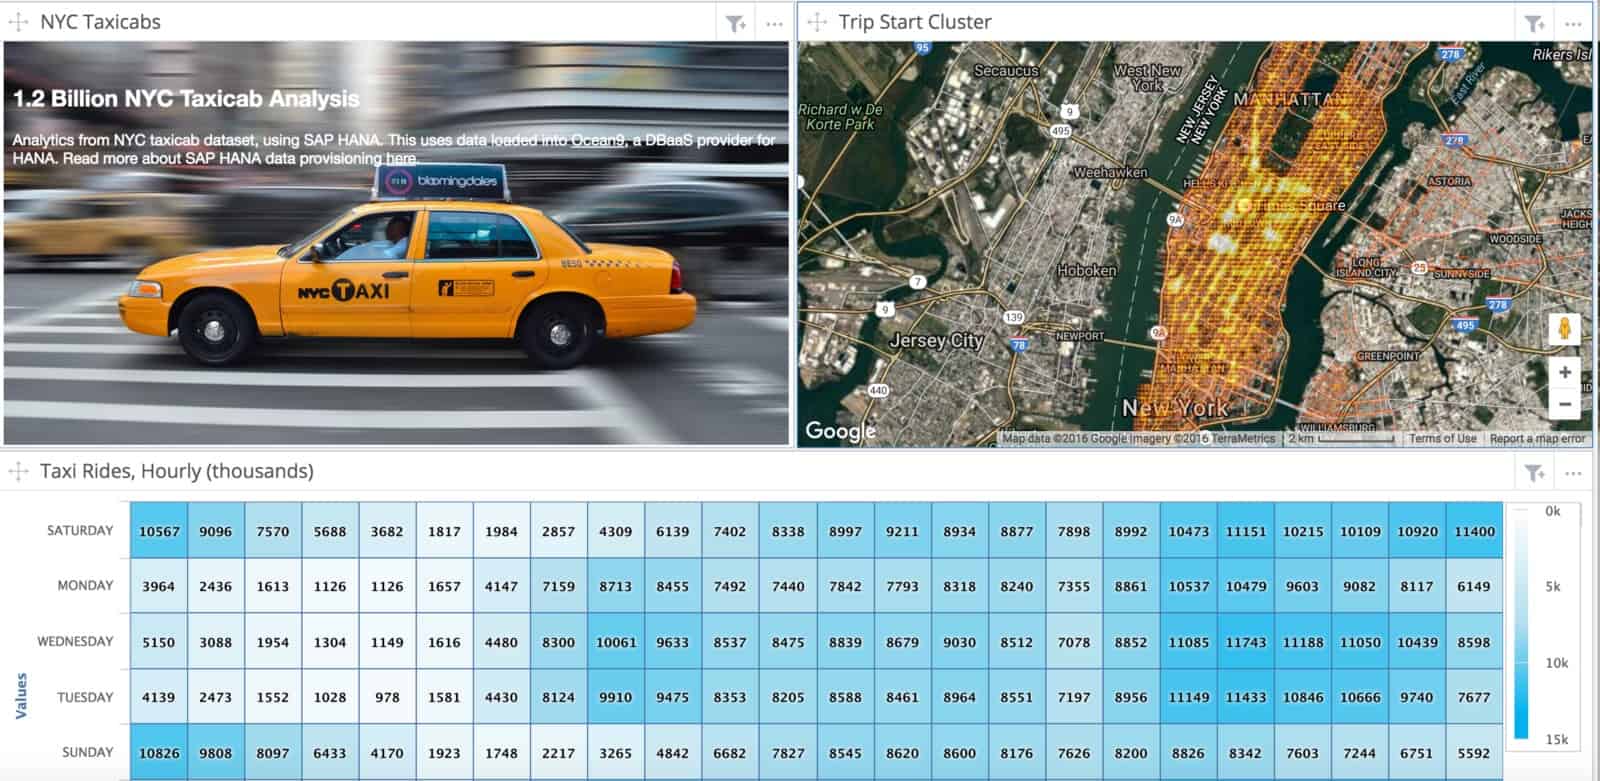 NYC Taxicabs
1.2 Billion NYC Taxicab Analysis
Analytics from NYC taxicab dataset, using SAP HANA. This uses data loaded into Ocean9, a DBaaS provider for
HANA. Read more about SAP HANA data provisioning here.
bloomingdales
8E50
NYC TAXI
Trip Start Cluster
95
278
Rikers Isl
Secaucus
West New
York
East River
Richard w De
Korte Park
9
495
NEW JERSEY
NEW YORK
MANHATTAN
278
Weehawken
ASTORIA
Times Square
9A
JACKS
HEIGH
WOODSIDE
Hoboken
LONG
ISLAND CITY
25
SUNNYSIDE
7
9
139
278
495
Jersey City
78
NEWPORT
9A
GREENPOINT
LOWER
MANHATTAN
440
New York
WILLIAMSBURG
Google
Map data ©2016 Google Imagery ©2016 TerraMetrics
2 km
Terms of Use
Report a map error
Taxi Rides, Hourly (thousands)
SATURDAY 10567 9096 7570 5688 3682 1817 1984 2857 4309 6139 7402 8338 8997 9211 8934 8877 7898 8992 10473 11151 10215 10109 10920 11400
MONDAY 3964 2436 1613 1126 1126 1657 4147 7159 8713 8455 7492 7440 7842 7793 8318 8240 7355 8861 10537 10479 9603 9082 8117 6149
WEDNESDAY 5150 3088 1954 1304 1149 1616 4480 8300 10061 9633 8537 8475 8839 8679 9030 8512 7078 8852 11085 11743 11188 11050 10439 8598
TUESDAY 4139 2473 1552 1028 978 1581 4430 8124 9910 9475 8353 8205 8588 8461 8964 8551 7197 8956 11149 11433 10846 10666 9740 7677
SUNDAY 10826 9808 8097 6433 4170 1923 1748 2217 3265 4842 6682 7827 8545 8620 8600 8176 7626 8200 8826 8342 7603 7244 6751 5592
Values
0k
5k
10k
15k